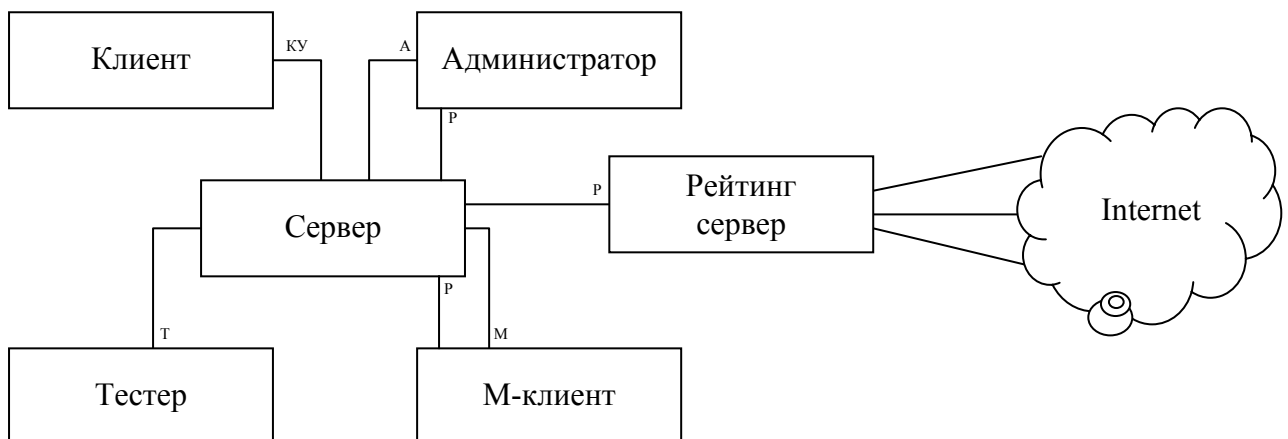 Клиент
КУ
А
Администратор
Р
Р
Рейтинг
сервер
Internet
Сервер
Р
Т
М
Тестер
М-клиент